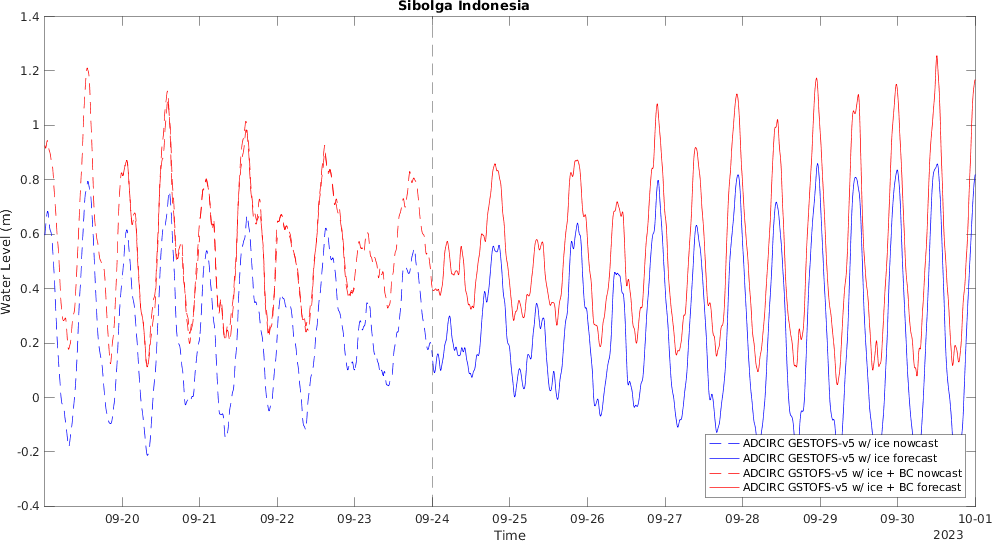 Sibolga Indonesia
1.4
1.2
1
0.8
0.6
0.4
0.2
0
-0.2
-0.4
Water Level (m)
ADCIRC GESTOFS-v5 w/ ice nowcast
ADCIRC GESTOFS-v5 w/ ice forecast
ADCIRC GSTOFS-v5 w/ ice + BC nowcast
ADCIRC GSTOFS-v5 w/ ice + BC forecast
09-20 09-21 09-22 09-23 09-24 09-25 09-26 09-27 09-28 09-29 09-30 10-01
Time
2023